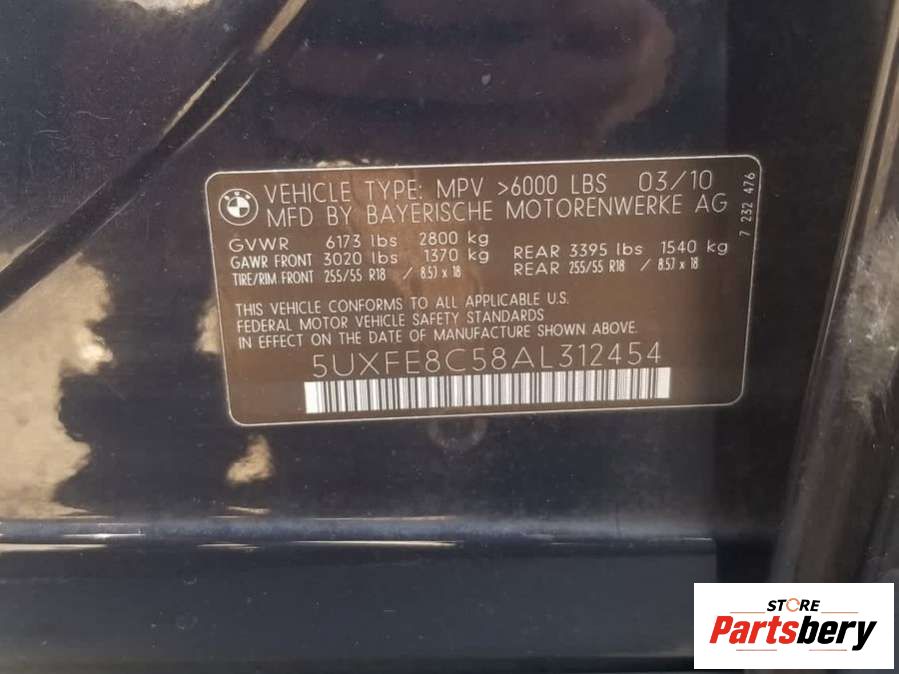 BMW
VEHICLE TYPE: MPV >6000 LBS 03/10
MFD BY BAYERISCHE MOTORENWERKE AG
7 232 476
GVWR 6173 lbs 2800 kg
GAWR FRONT 3020 lbs 1370 kg REAR 3395 lbs 1540 kg
TIRE/RIM FRONT 255/55 R18 / 8.5J x 18 REAR 255/55 R18 / 8.5J x 18
THIS VEHICLE CONFORMS TO ALL APPLICABLE U.S.
FEDERAL MOTOR VEHICLE SAFETY STANDARDS
IN EFFECT ON THE DATE OF MANUFACTURE SHOWN ABOVE.
5UXFE8C58AL312454
STORE
Partsbery